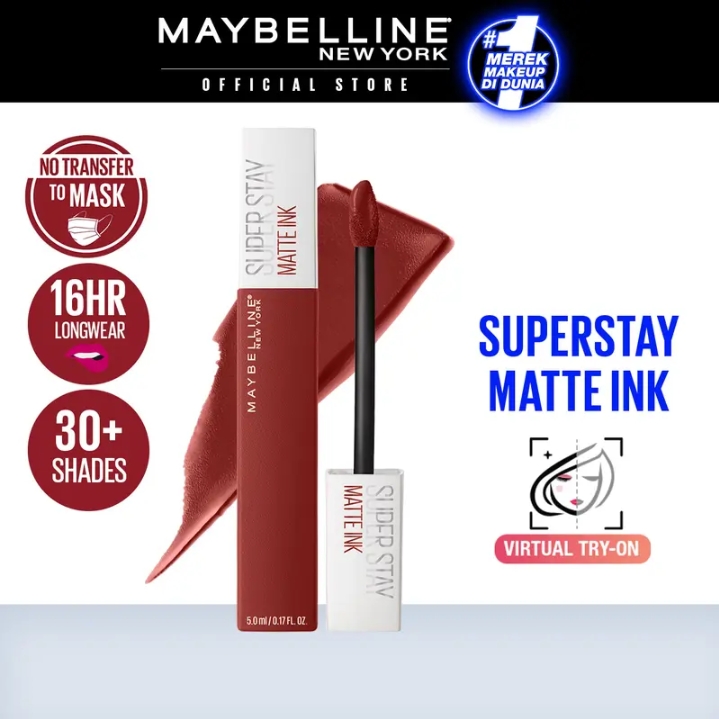 MAYBELLINE
NEW YORK
OFFICIAL STORE
#1
MEREK
MAKEUP
DI DUNIA
NO TRANSFER
TO MASK
16HR
LONGWEAR
30+
SHADES
SUPER STAY
MATTE INK
MAYBELLINE®
NEW YORK
5.0 ml / 0.17 FL. OZ.
SUPER STAY
MATTE INK
SUPERSTAY
MATTE INK
VIRTUAL TRY-ON